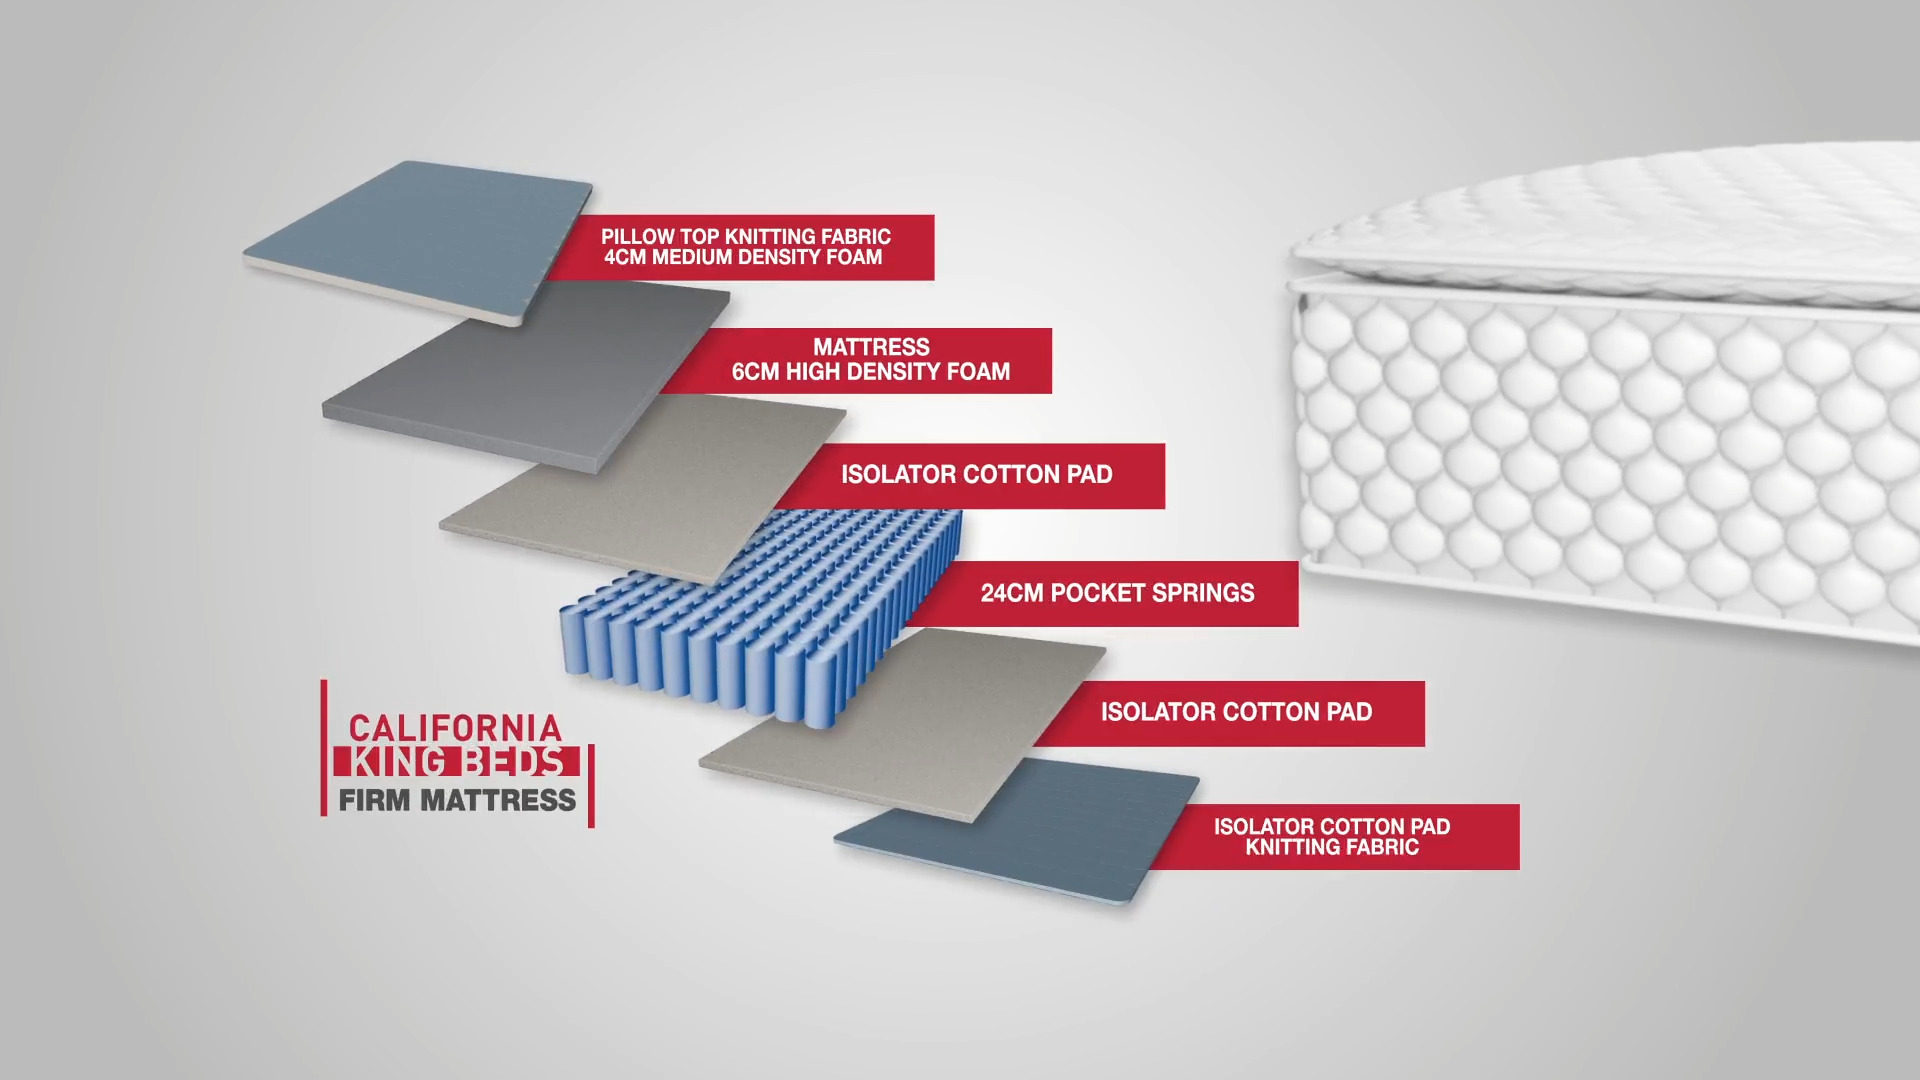 PILLOW TOP KNITTING FABRIC
4CM MEDIUM DENSITY FOAM
MATTRESS
6CM HIGH DENSITY FOAM
ISOLATOR COTTON PAD
24CM POCKET SPRINGS
ISOLATOR COTTON PAD
CALIFORNIA
KING BEDS
FIRM MATTRESS
ISOLATOR COTTON PAD
KNITTING FABRIC